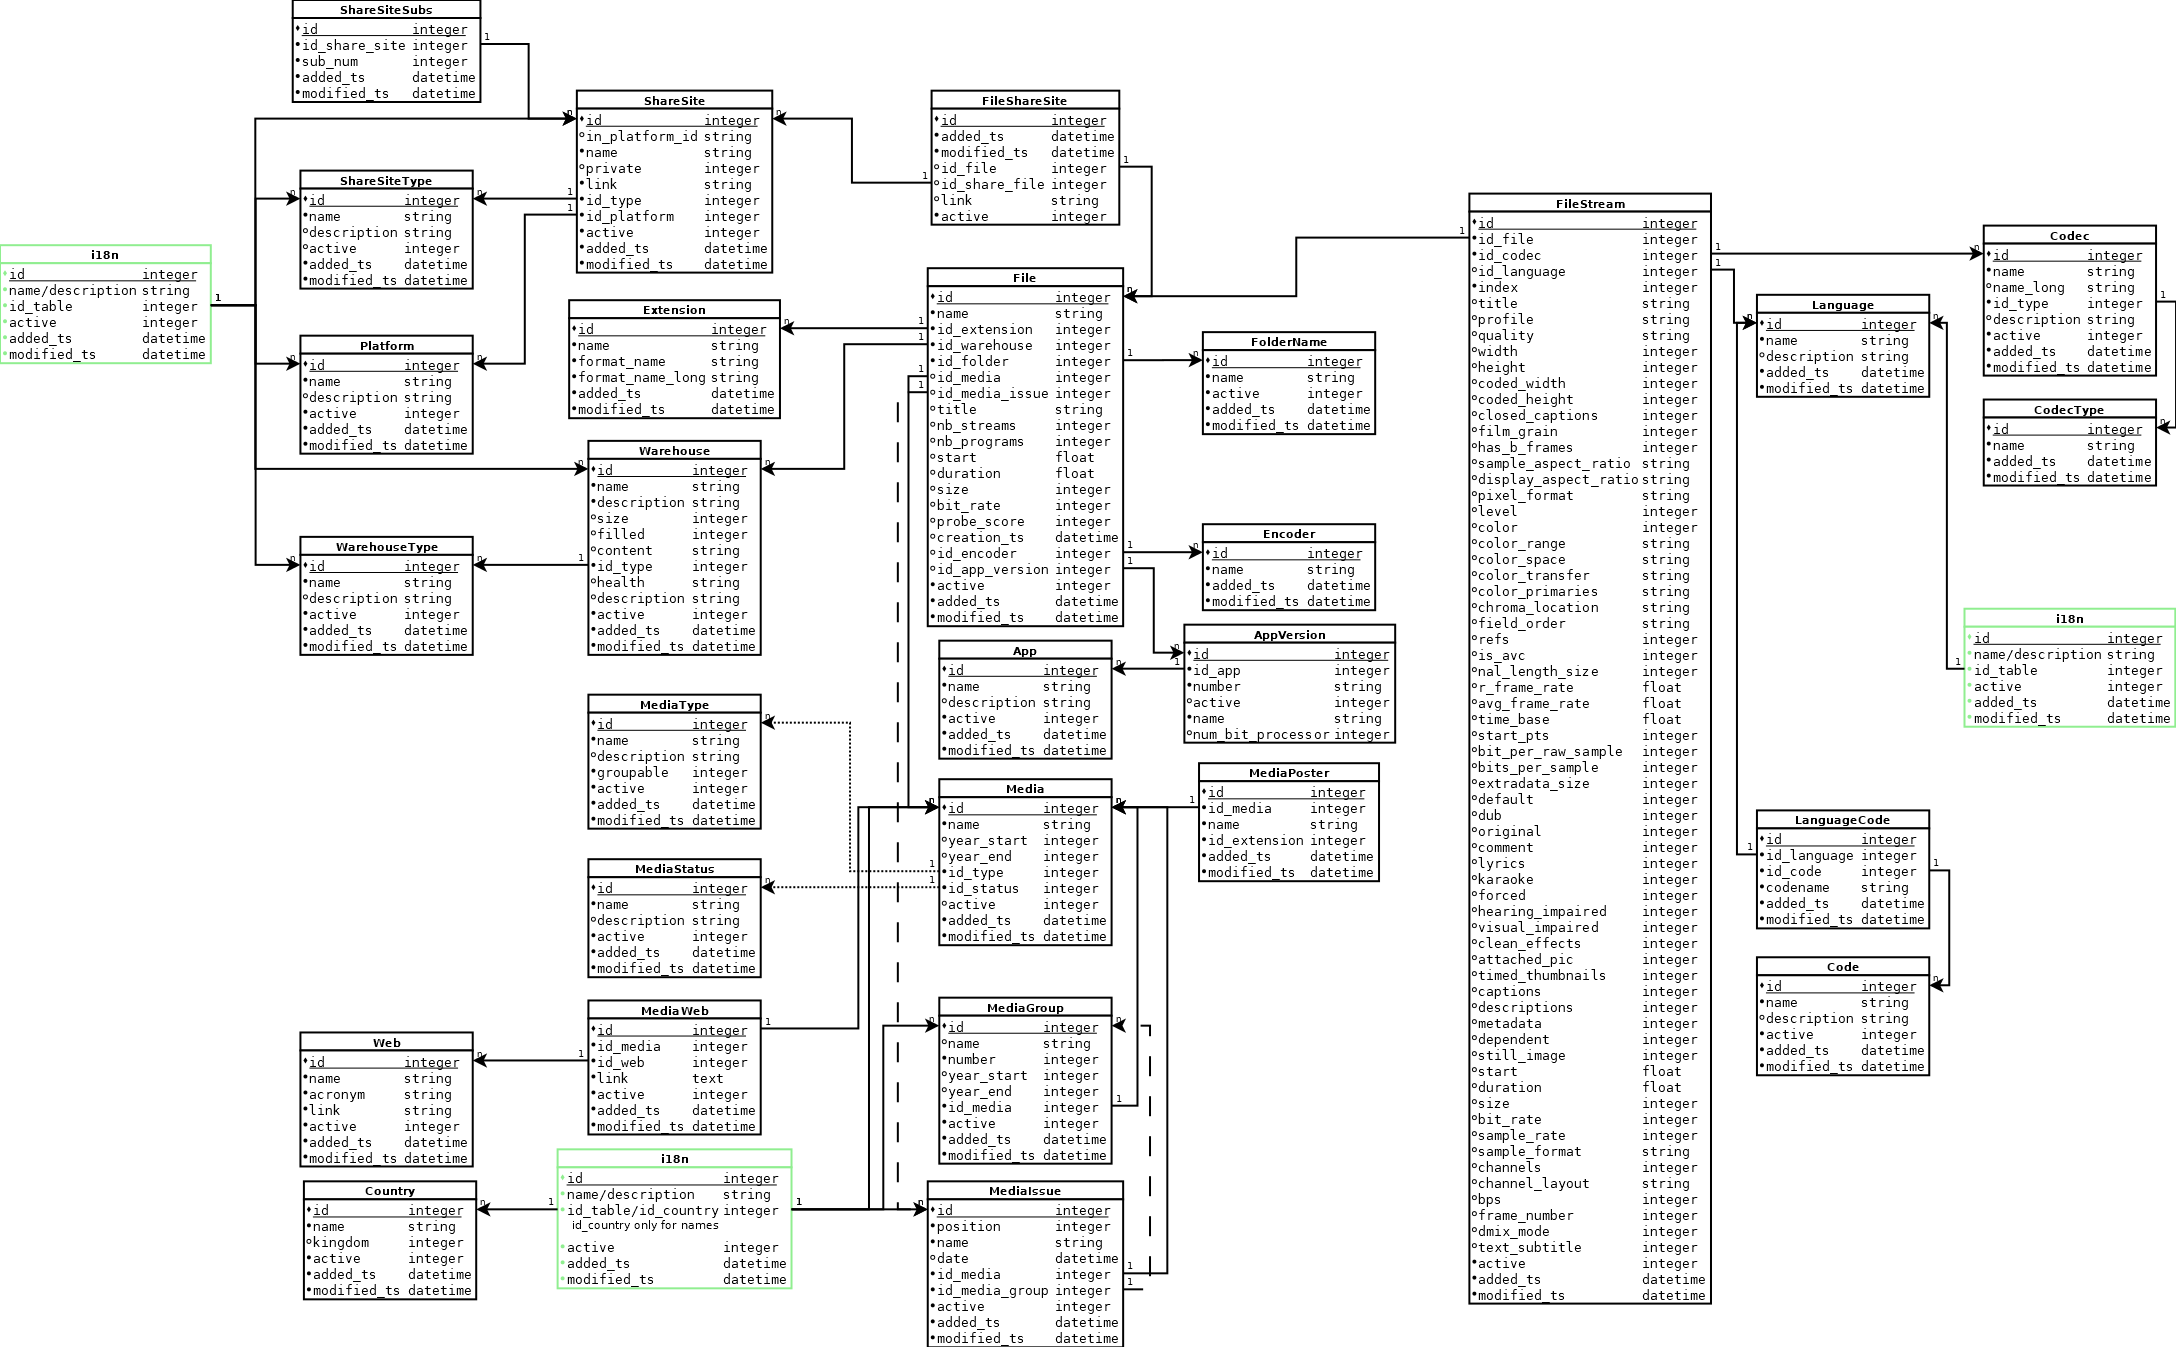 ShareSiteSubs
id integer
id_share_site integer
sub_num integer
added_ts datetime
modified_ts datetime
ShareSite
id integer
in_platform_id string
name string
private integer
link string
id_type integer
id_platform integer
active integer
added_ts datetime
modified_ts datetime
FileShareSite
id integer
added_ts datetime
modified_ts datetime
id_file integer
id_share_file integer
link string
active integer
ShareSiteType
id integer
name string
description string
active integer
added_ts datetime
modified_ts datetime
i18n
id integer
name/description string
id_table integer
active integer
added_ts datetime
modified_ts datetime
Platform
id integer
name string
description string
active integer
added_ts datetime
modified_ts datetime
Extension
id integer
name string
format_name string
format_name_long string
added_ts datetime
modified_ts datetime
File
id integer
name string
id_extension integer
id_warehouse integer
id_folder integer
id_media integer
id_media_issue integer
title string
nb_streams integer
nb_programs integer
start float
duration float
size integer
bit_rate integer
probe_score integer
creation_ts datetime
id_encoder integer
id_app_version integer
active integer
added_ts datetime
modified_ts datetime
FolderName
id integer
name string
active integer
added_ts datetime
modified_ts datetime
Warehouse
id integer
name string
description string
size integer
filled integer
content string
id_type integer
health string
description string
active integer
added_ts datetime
modified_ts datetime
WarehouseType
id integer
name string
description string
active integer
added_ts datetime
modified_ts datetime
Encoder
id integer
name string
added_ts datetime
modified_ts datetime
AppVersion
id integer
id_app integer
number string
active integer
name string
num_bit_processor integer
App
id integer
name string
description string
active integer
added_ts datetime
modified_ts datetime
MediaType
id integer
name string
description string
groupable integer
active integer
added_ts datetime
modified_ts datetime
Media
id integer
name string
year_start integer
year_end integer
id_type integer
id_status integer
active integer
added_ts datetime
modified_ts datetime
MediaPoster
id integer
id_media integer
name string
id_extension integer
added_ts datetime
modified_ts datetime
MediaStatus
id integer
name string
description string
active integer
added_ts datetime
modified_ts datetime
MediaWeb
id integer
id_media integer
id_web integer
link text
active integer
added_ts datetime
modified_ts datetime
Web
id integer
name string
acronym string
link string
active integer
added_ts datetime
modified_ts datetime
MediaGroup
id integer
name string
number integer
year_start integer
year_end integer
id_media integer
active integer
added_ts datetime
modified_ts datetime
Country
id integer
name string
kingdom integer
active integer
added_ts datetime
modified_ts datetime
i18n
id integer
name/description string
id_table/id_country integer
id_country only for names
active integer
added_ts datetime
modified_ts datetime
MediaIssue
id integer
position integer
name string
date datetime
id_media integer
id_media_group integer
active integer
added_ts datetime
modified_ts datetime
FileStream
id integer
id_file integer
id_codec integer
id_language integer
index integer
title string
profile string
quality string
width integer
height integer
coded_width integer
coded_height integer
closed_captions integer
film_grain integer
has_b_frames integer
sample_aspect_ratio string
display_aspect_ratio string
pixel_format string
level integer
color integer
color_range string
color_space string
color_transfer string
color_primaries string
chroma_location string
field_order string
refs integer
is_avc integer
nal_length_size integer
r_frame_rate float
avg_frame_rate float
time_base float
start_pts integer
bit_per_raw_sample integer
bits_per_sample integer
extradata_size integer
default integer
dub integer
original integer
comment integer
lyrics integer
karaoke integer
forced integer
hearing_impaired integer
visual_impaired integer
clean_effects integer
attached_pic integer
timed_thumbnails integer
captions integer
descriptions integer
metadata integer
dependent integer
still_image integer
start float
duration float
size integer
bit_rate integer
sample_rate integer
sample_format string
channels integer
channel_layout string
bps integer
frame_number integer
dmix_mode integer
text_subtitle integer
active integer
added_ts datetime
modified_ts datetime
Codec
id integer
name string
name_long string
id_type integer
description string
active integer
added_ts datetime
modified_ts datetime
Language
id integer
name string
description string
added_ts datetime
modified_ts datetime
CodecType
id integer
name string
added_ts datetime
modified_ts datetime
i18n
id integer
name/description string
id_table integer
active integer
added_ts datetime
modified_ts datetime
LanguageCode
id integer
id_language integer
id_code integer
codename string
added_ts datetime
modified_ts datetime
Code
id integer
name string
description string
active integer
added_ts datetime
modified_ts datetime